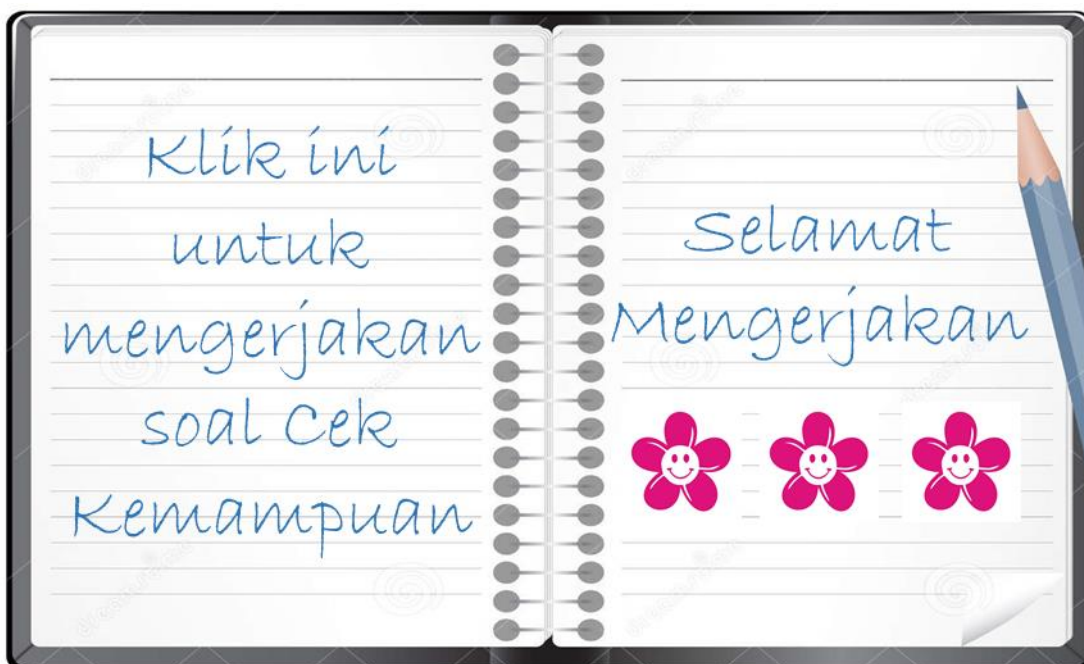 Klik ini
untuk
mengerjakan
soal Cek
Kemampuan
Selamat
Mengerjakan